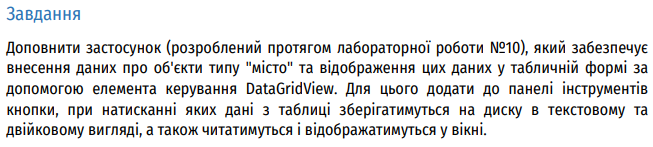 Завдання
Доповнити застосунок (розроблений протягом лабораторної роботи №10), який забезпечує
внесення даних про об'єкти типу "місто" та відображення цих даних у табличній формі за
допомогою елемента керування DataGridView. Для цього додати до панелі інструментів
кнопки, при натисканні яких дані з таблиці зберігатимуться на диску в текстовому та
двійковому вигляді, а також читатимуться і відображатимуться у вікні.